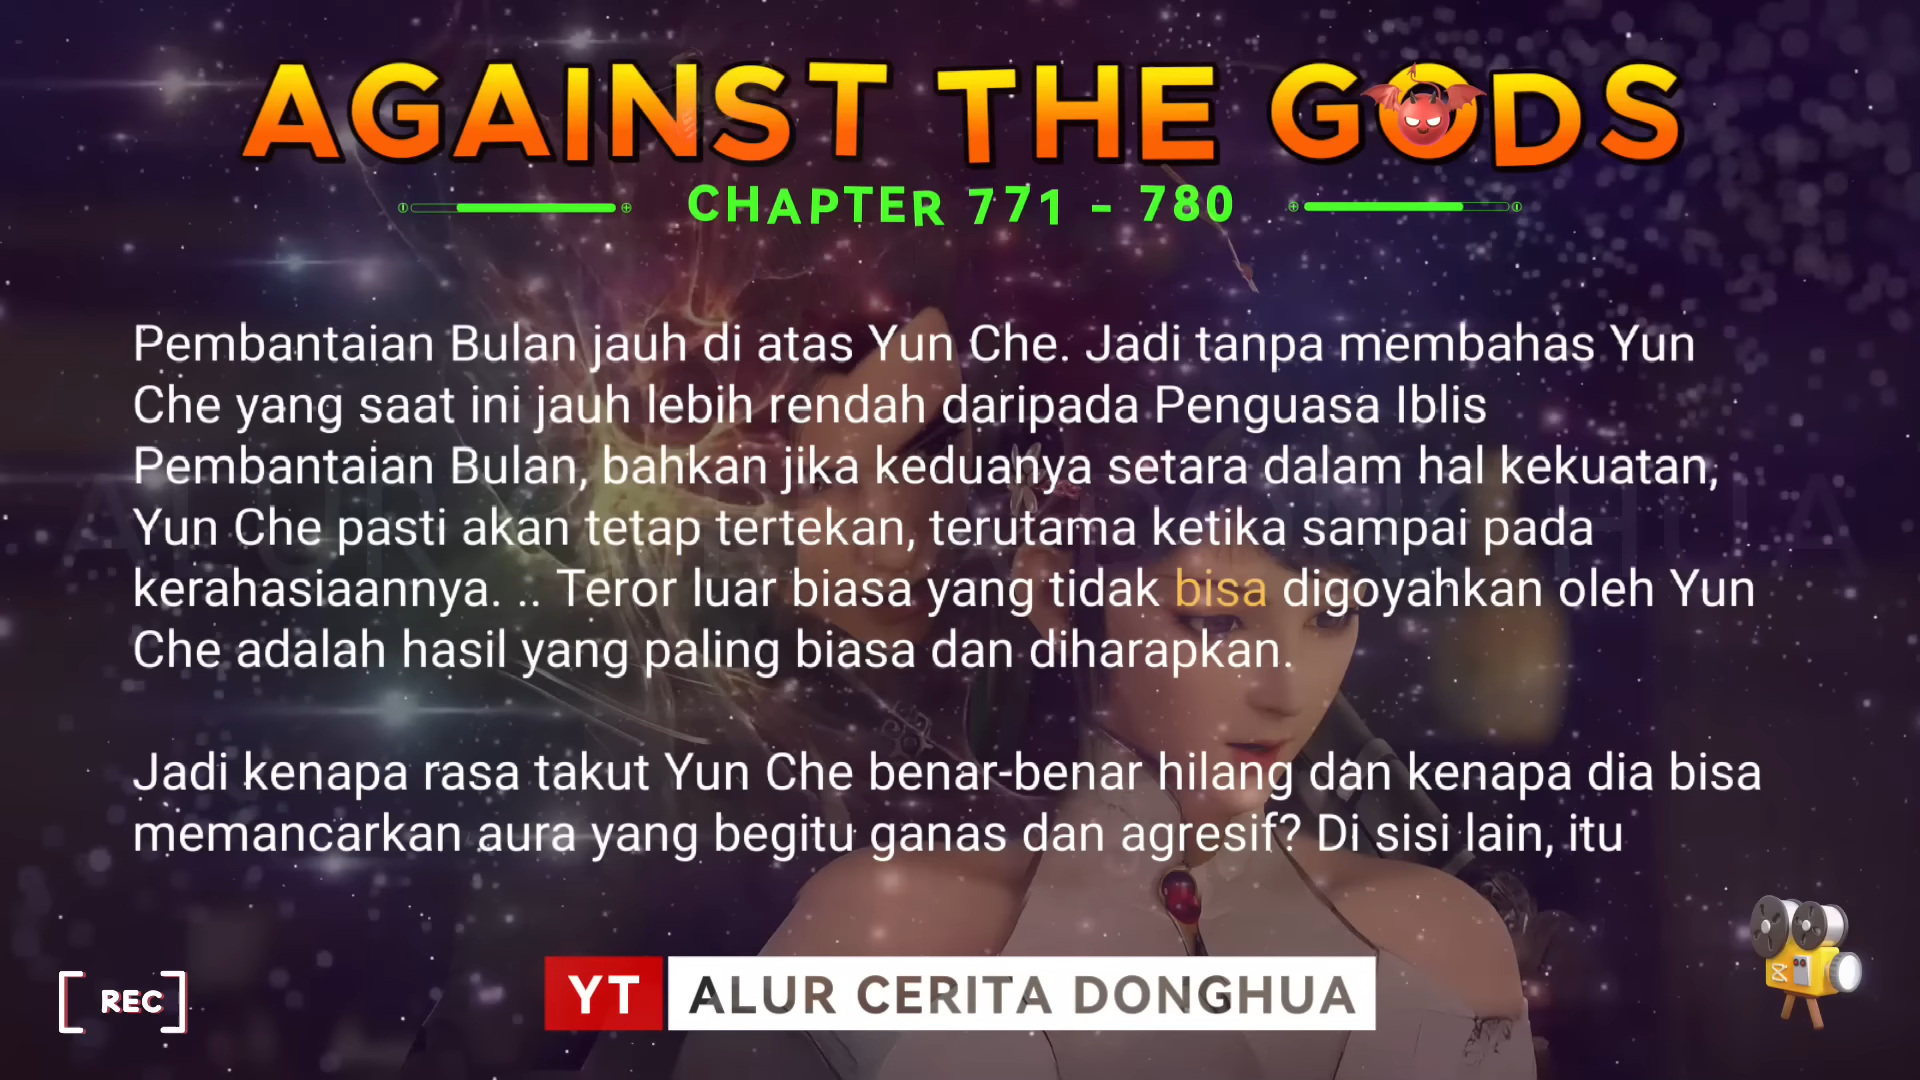 AGAINST THE GODS
CHAPTER 771 - 780
Pembantaian Bulan jauh di atas Yun Che. Jadi tanpa membahas Yun
Che yang saat ini jauh lebih rendah daripada Penguasa Iblis
Pembantaian Bulan, bahkan jika keduanya setara dalam hal kekuatan,
Yun Che pasti akan tetap tertekan, terutama ketika sampai pada
kerahasiaannya. .. Teror luar biasa yang tidak bisa digoyahkan oleh Yun
Che adalah hasil yang paling biasa dan diharapkan.
Jadi kenapa rasa takut Yun Che benar-benar hilang dan kenapa dia bisa
memancarkan aura yang begitu ganas dan agresif? Di sisi lain, itu
[ REC ]
YT ALUR CERITA DONGHUA